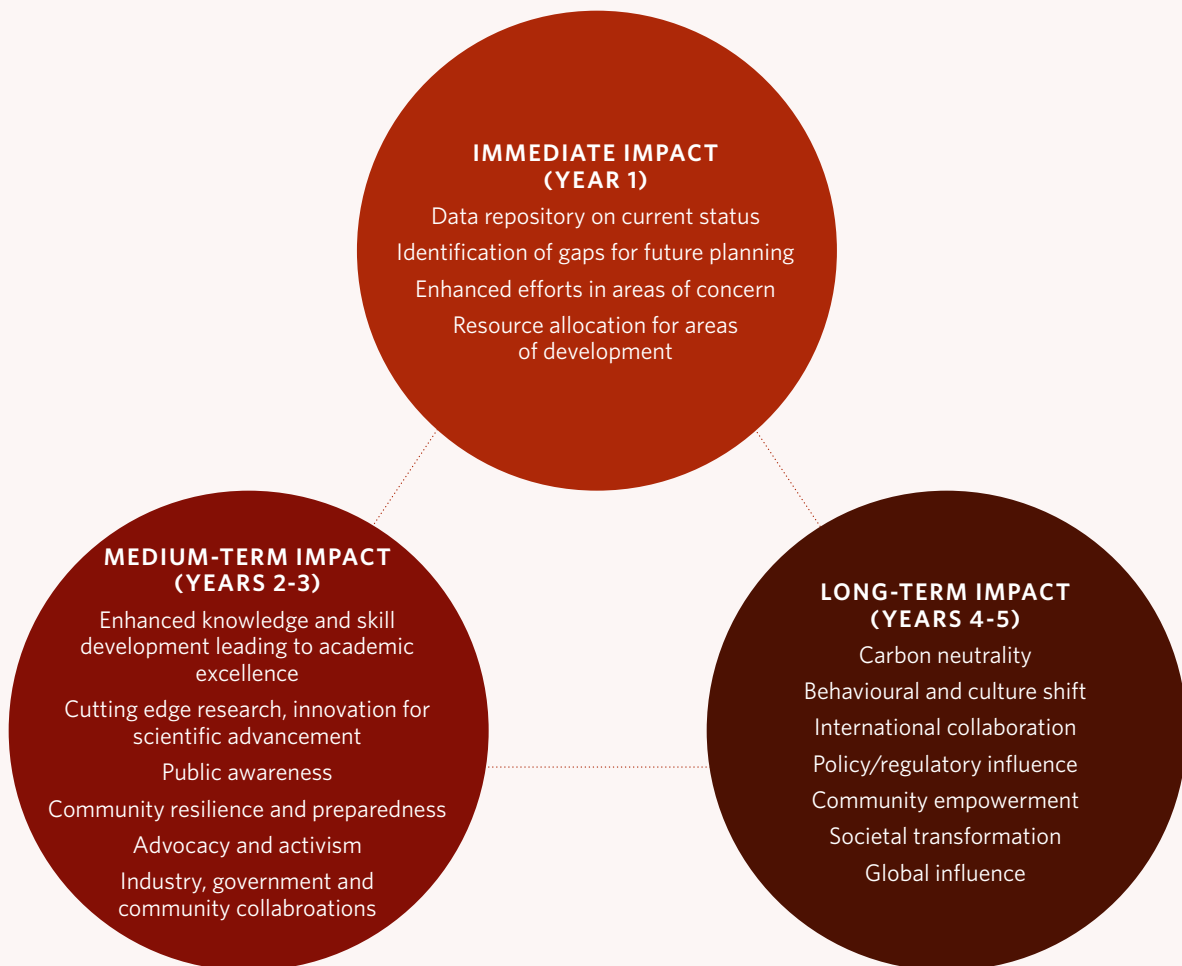 IMMEDIATE IMPACT
(YEAR 1)
Data repository on current status
Identification of gaps for future planning
Enhanced efforts in areas of concern
Resource allocation for areas
of development
MEDIUM-TERM IMPACT
(YEARS 2-3)
Enhanced knowledge and skill
development leading to academic
excellence
Cutting edge research, innovation for
scientific advancement
Public awareness
Community resilience and preparedness
Advocacy and activism
Industry, government and
community collabroations
LONG-TERM IMPACT
(YEARS 4-5)
Carbon neutrality
Behavioural and culture shift
International collaboration
Policy/regulatory influence
Community empowerment
Societal transformation
Global influence